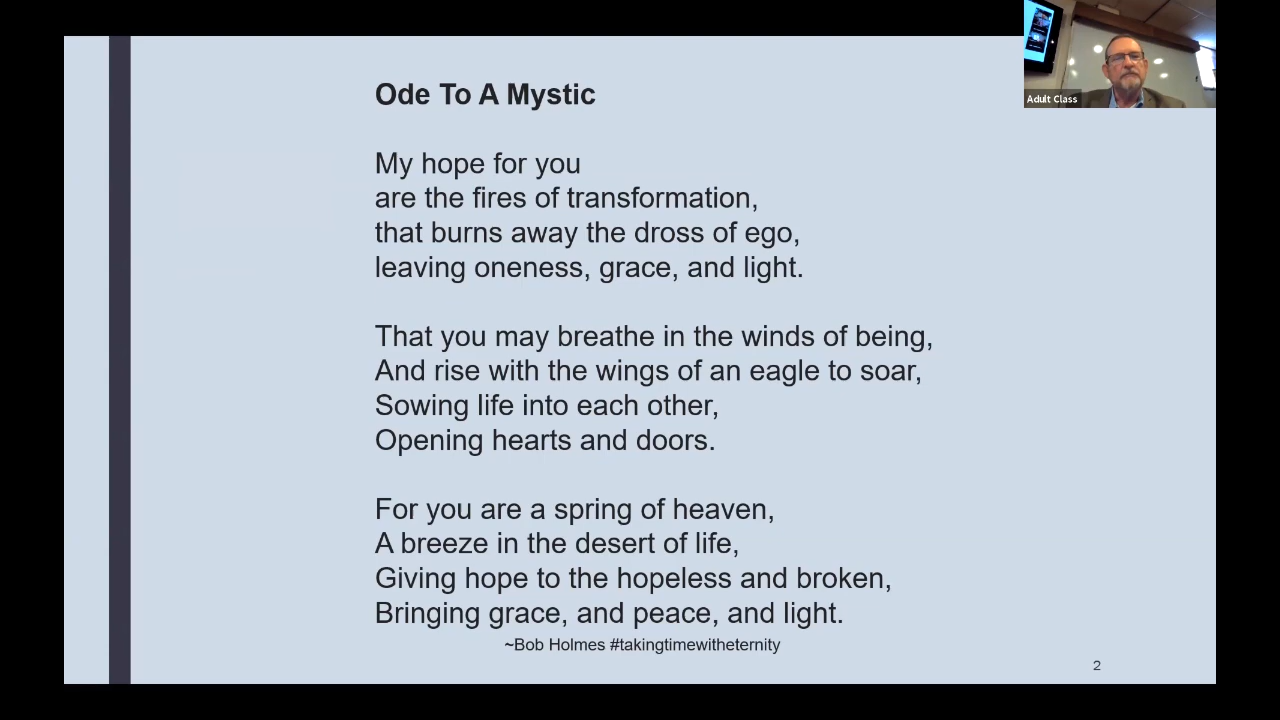 Ode To A Mystic
My hope for you
are the fires of transformation,
that burns away the dross of ego,
leaving oneness, grace, and light.
That you may breathe in the winds of being,
And rise with the wings of an eagle to soar,
Sowing life into each other,
Opening hearts and doors.
For you are a spring of heaven,
A breeze in the desert of life,
Giving hope to the hopeless and broken,
Bringing grace, and peace, and light.
~Bob Holmes #takingtimewitheternity
2
Adult Class